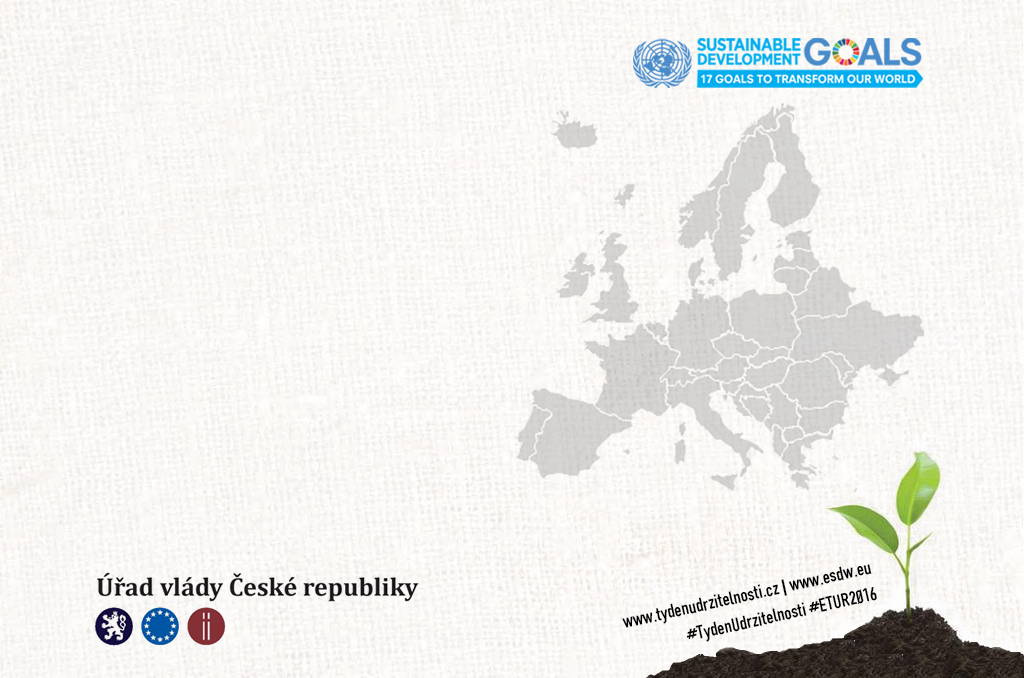 SUSTAINABLE
DEVELOPMENT GOALS
17 GOALS TO TRANSFORM OUR WORLD
www.tydenudrzitelnosti.cz | www.esdw.eu
#TydenUdrzitelnosti #ETUR2016
Úřad vlády České republiky